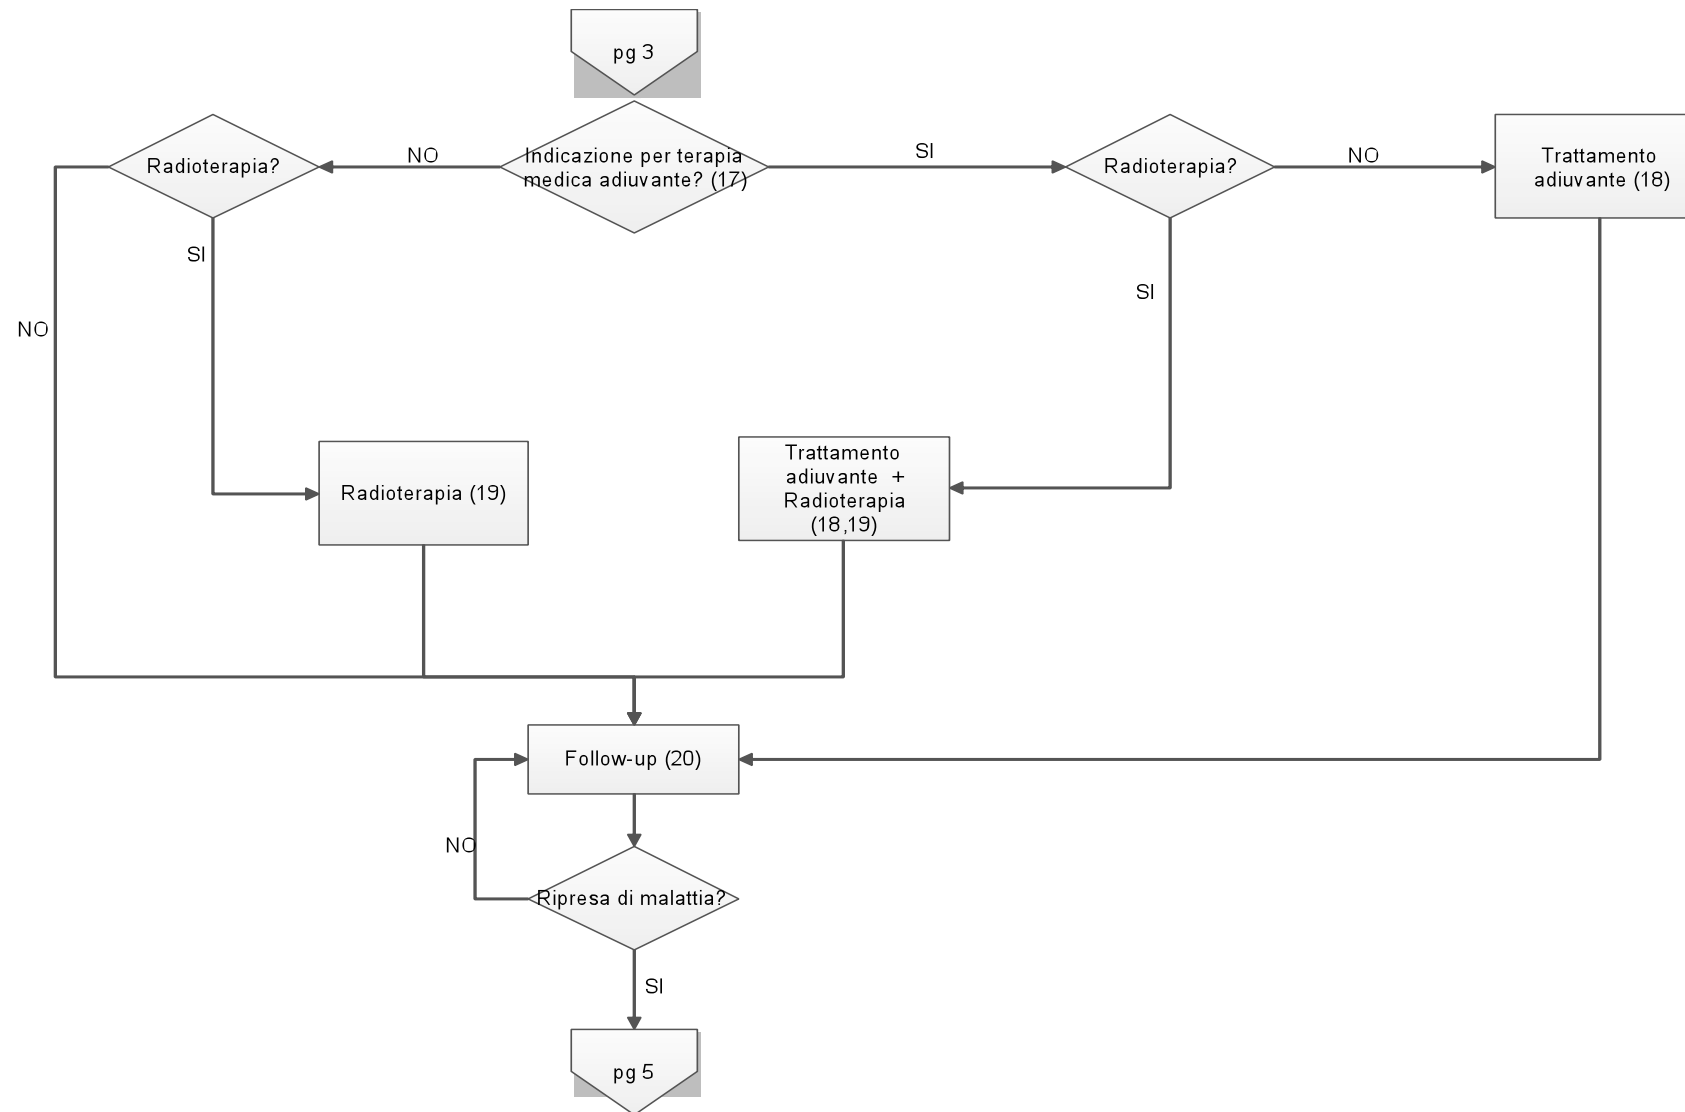 pg 3
Radioterapia?
NO
Indicazione per terapia
medica adiuvante? (17)
SI
Radioterapia?
NO
Trattamento
adiuvante (18)
SI
SI
NO
Radioterapia (19)
Trattamento
adiuvante +
Radioterapia
(18,19)
Follow-up (20)
NO
Ripresa di malattia?
SI
pg 5